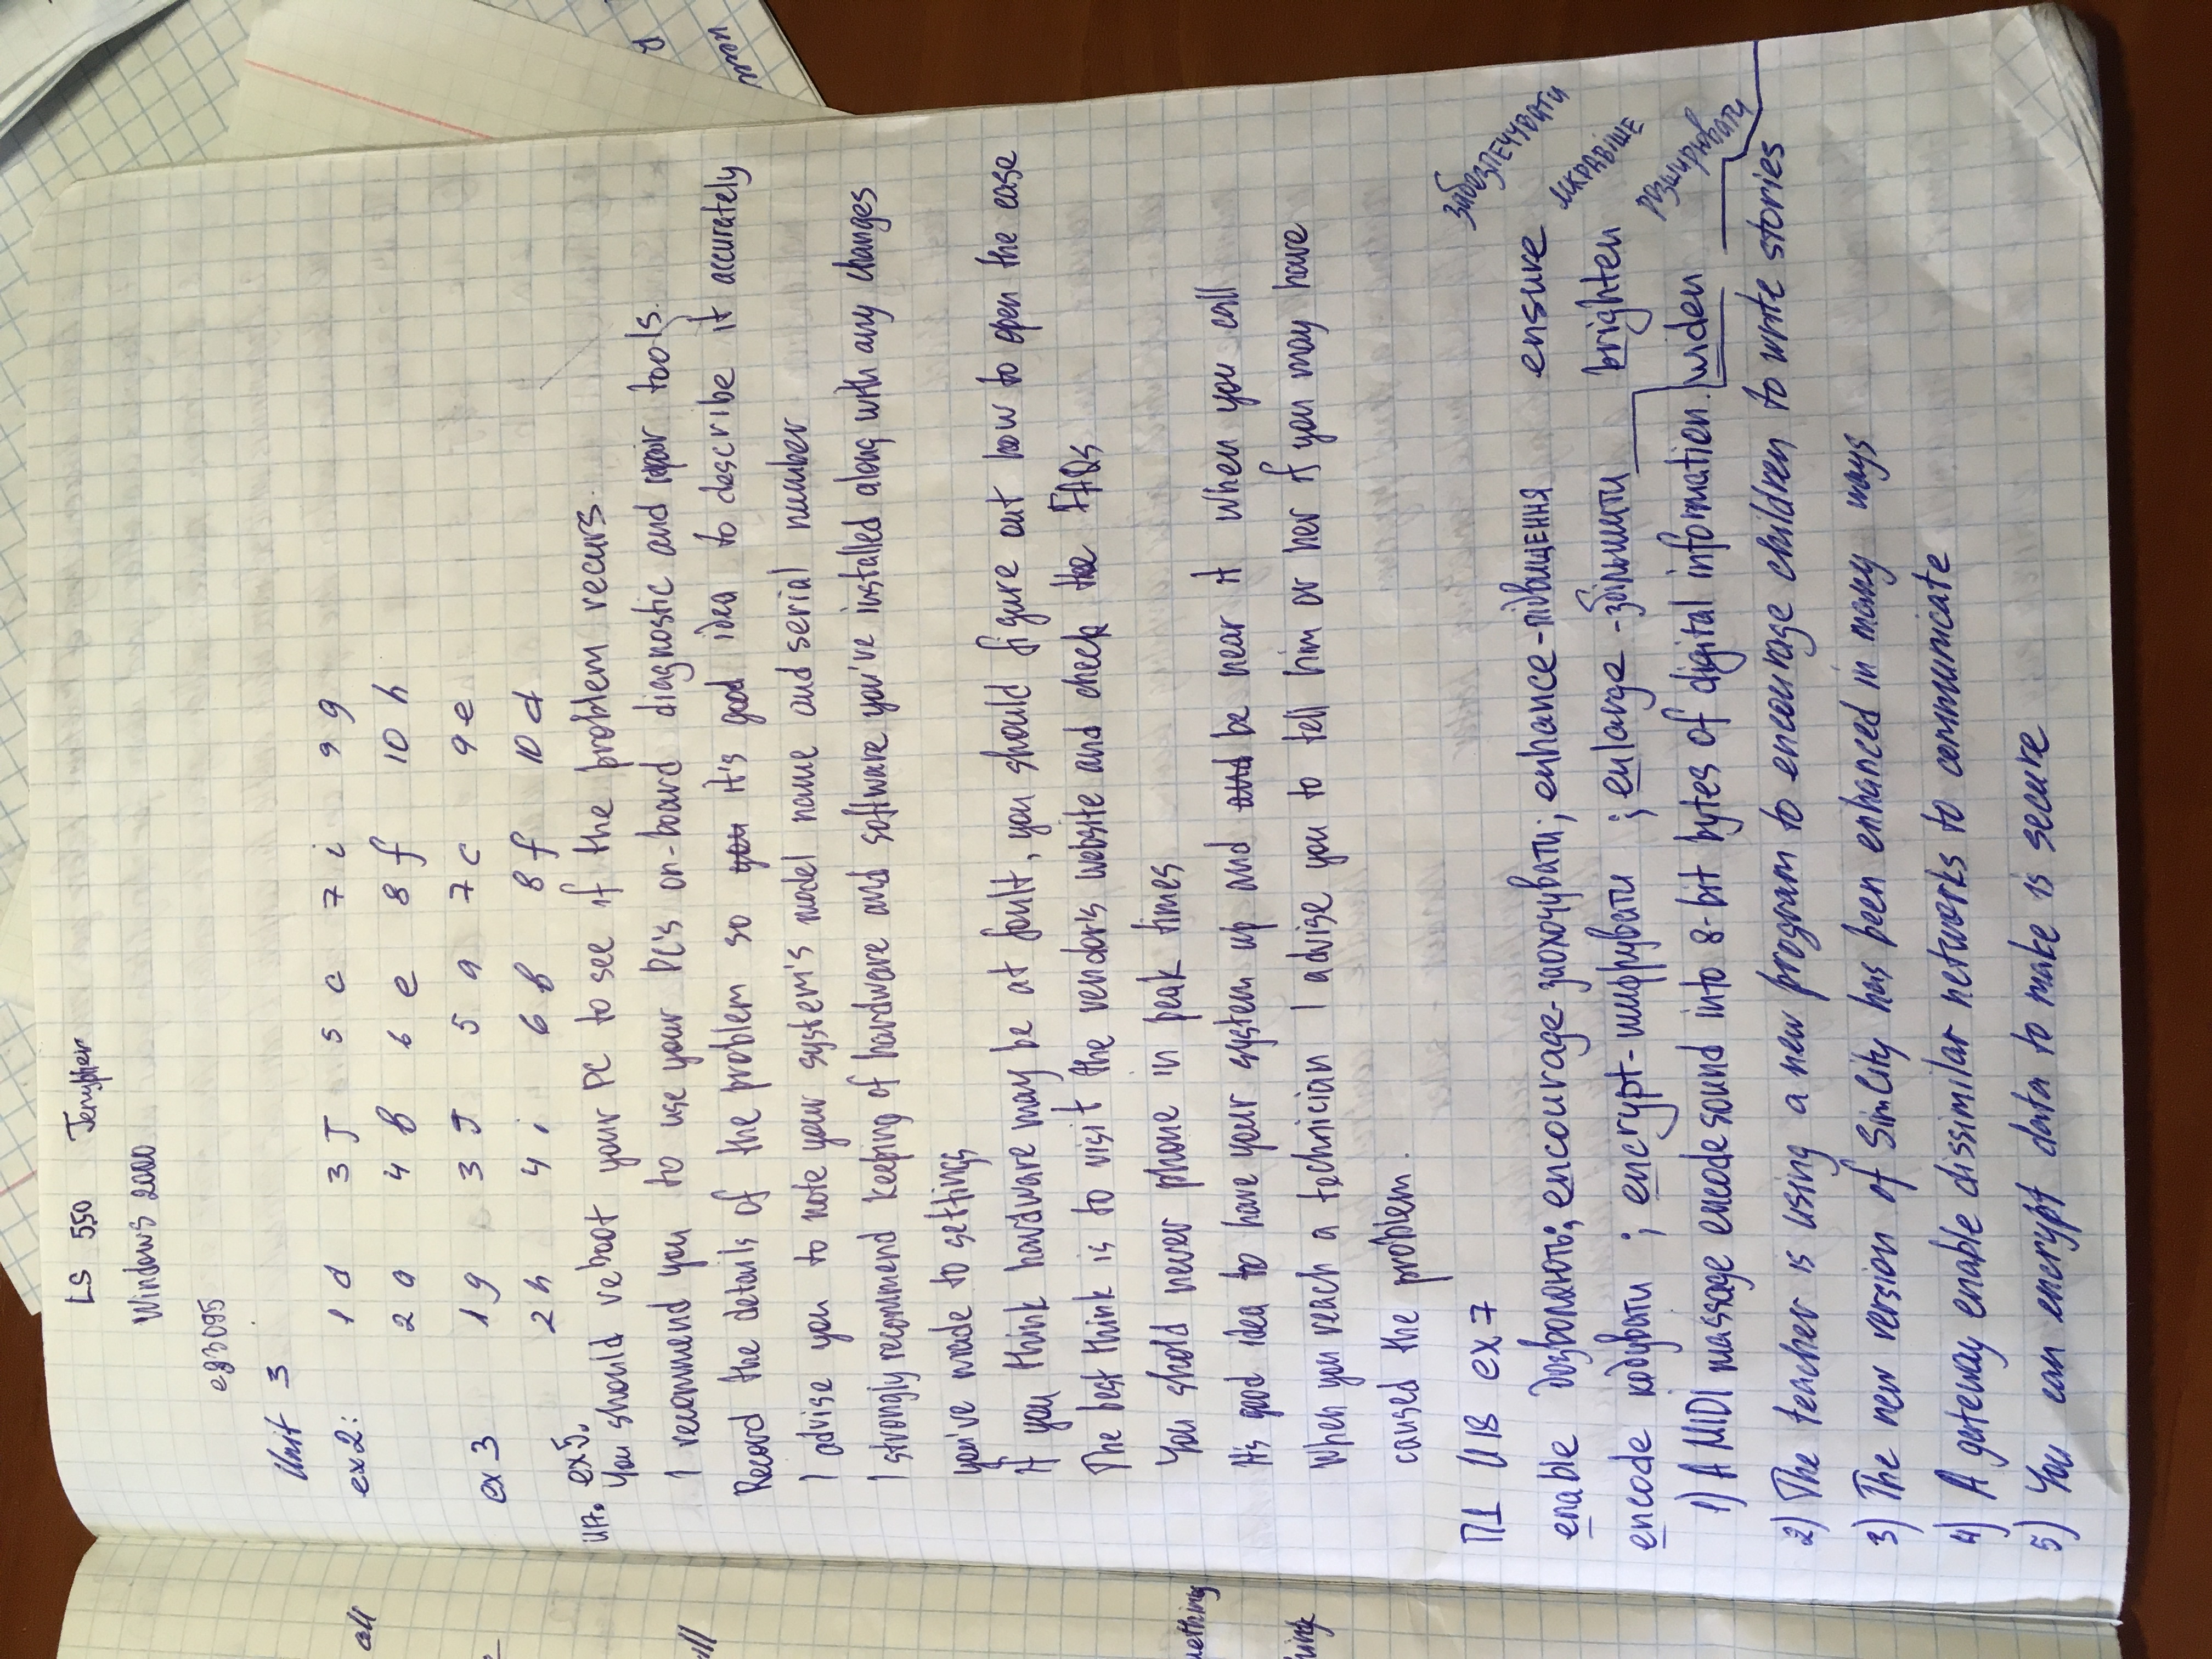 LS 550 Jenypher
Windows 2000
Unit 3
ex 2: 1 d 3 J 5 c 7 i 9 g
2 a 4 b 6 e 8 f 10 h
ex 3 1 g 3 J 5 a 7 c 9 e
2 h 4 i 6 b 8 f 10 d
U17. ex 5.
You should reboot your PC to see if the problem recurs.
I recommend you to use your PC's on-board diagnostic and repair tools.
Record the details of the problem so you it's good idea to describe it accurately
I advise you to note your system's model name and serial number
I strongly recommend keeping of hardware and software you've installed along with any changes
you've made to settings
If you think hardware may be at foult, you should figure out how to open the case
The best think is to visit the vendor's website and check the FAQs
You shold never phone in peak times
It's good idea to have your system up and and be near it when you call
When you reach a technician I advise you to tell him or her if you may have
caused the problem.
П1 U18 ex 7
enable дозволяють; encourage - заохочувати; enhance - підвищення ensure забезпечувати
encode кодувати ; encrypt - шифрувати ; enlarge - збільшити brighten
1) A MIDI massage encode sound into 8-bit bytes of digital information. widen розширювати
2) The teacher is using a new program to encourage children to write stories
3) The new version of SimCity has been enhanced in many ways
4) A gateway enable dissimilar networks to communicate
5) You can encrypt data to make is secure
all